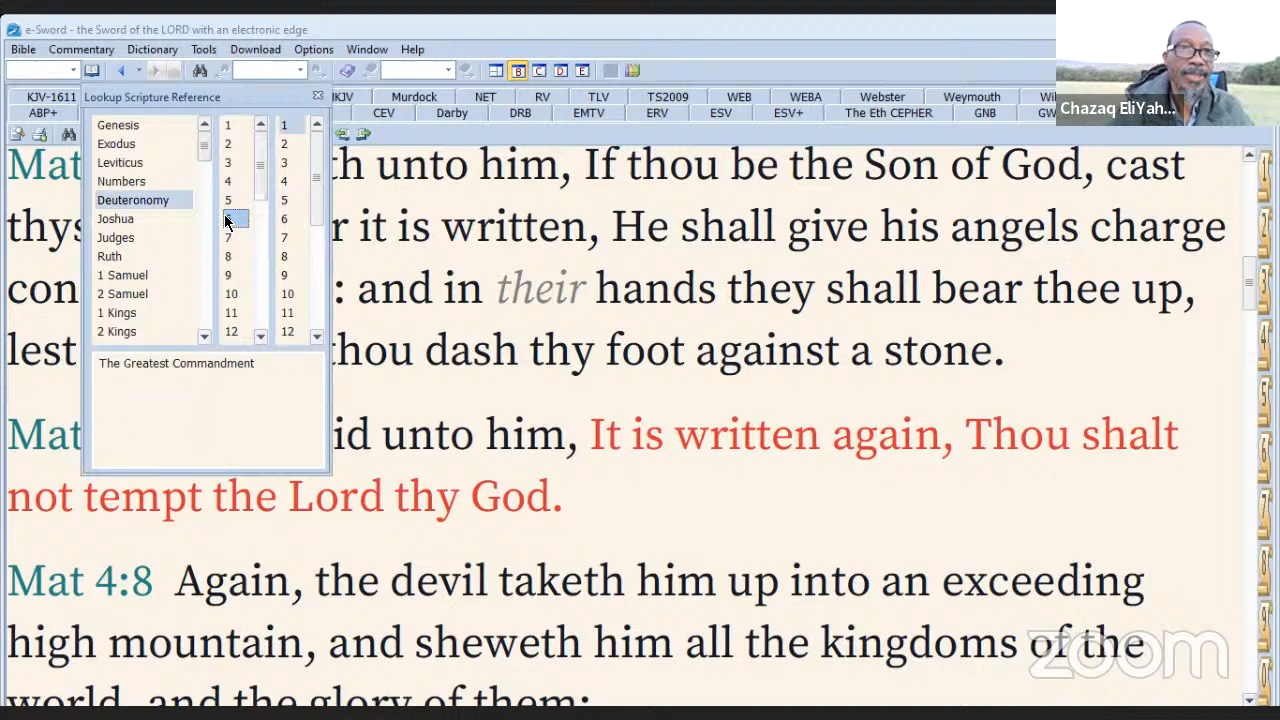 e-Sword - the Sword of the LORD with an electronic edge
Bible Commentary Dictionary Tools Download Options Window Help
KJV-1611 Lookup Scripture Reference KJV Murdock NET RV TLV TS2009 WEB WEBA Webster Weymouth
ABP+ CEV Darby DRB EMTV ERV ESV ESV+ The Eth CEPHER GNB
Chazaq EliYah...
Genesis 1 1
Exodus 2 2
Leviticus 3 3
Numbers 4 4
Deuteronomy 5 5
Joshua 6
Judges 7 7
Ruth 8 8
1 Samuel 9 9
2 Samuel 10 10
1 Kings 11 11
2 Kings 12 12
The Greatest Commandment
Mat th unto him, If thou be the Son of God, cast
thys r it is written, He shall give his angels charge
con : and in their hands they shall bear thee up,
lest thou dash thy foot against a stone.
Mat id unto him, It is written again, Thou shalt
not tempt the Lord thy God.
Mat 4:8 Again, the devil taketh him up into an exceeding
high mountain, and sheweth him all the kingdoms of the
world, and the glory of them;
zoom